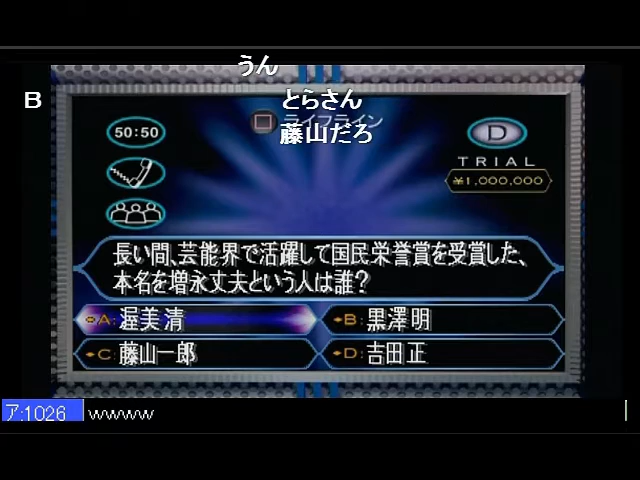 うん
B
とらさん
ライフライン
藤山だろ
50:50
D
TRIAL
¥1,000,000
長い間、芸能界で活躍して国民栄誉賞を受賞した、
本名を増永丈夫という人は誰?
A: 渥美清
B: 黒澤明
C: 藤山一郎
D: 吉田正
ア:1026 wwww